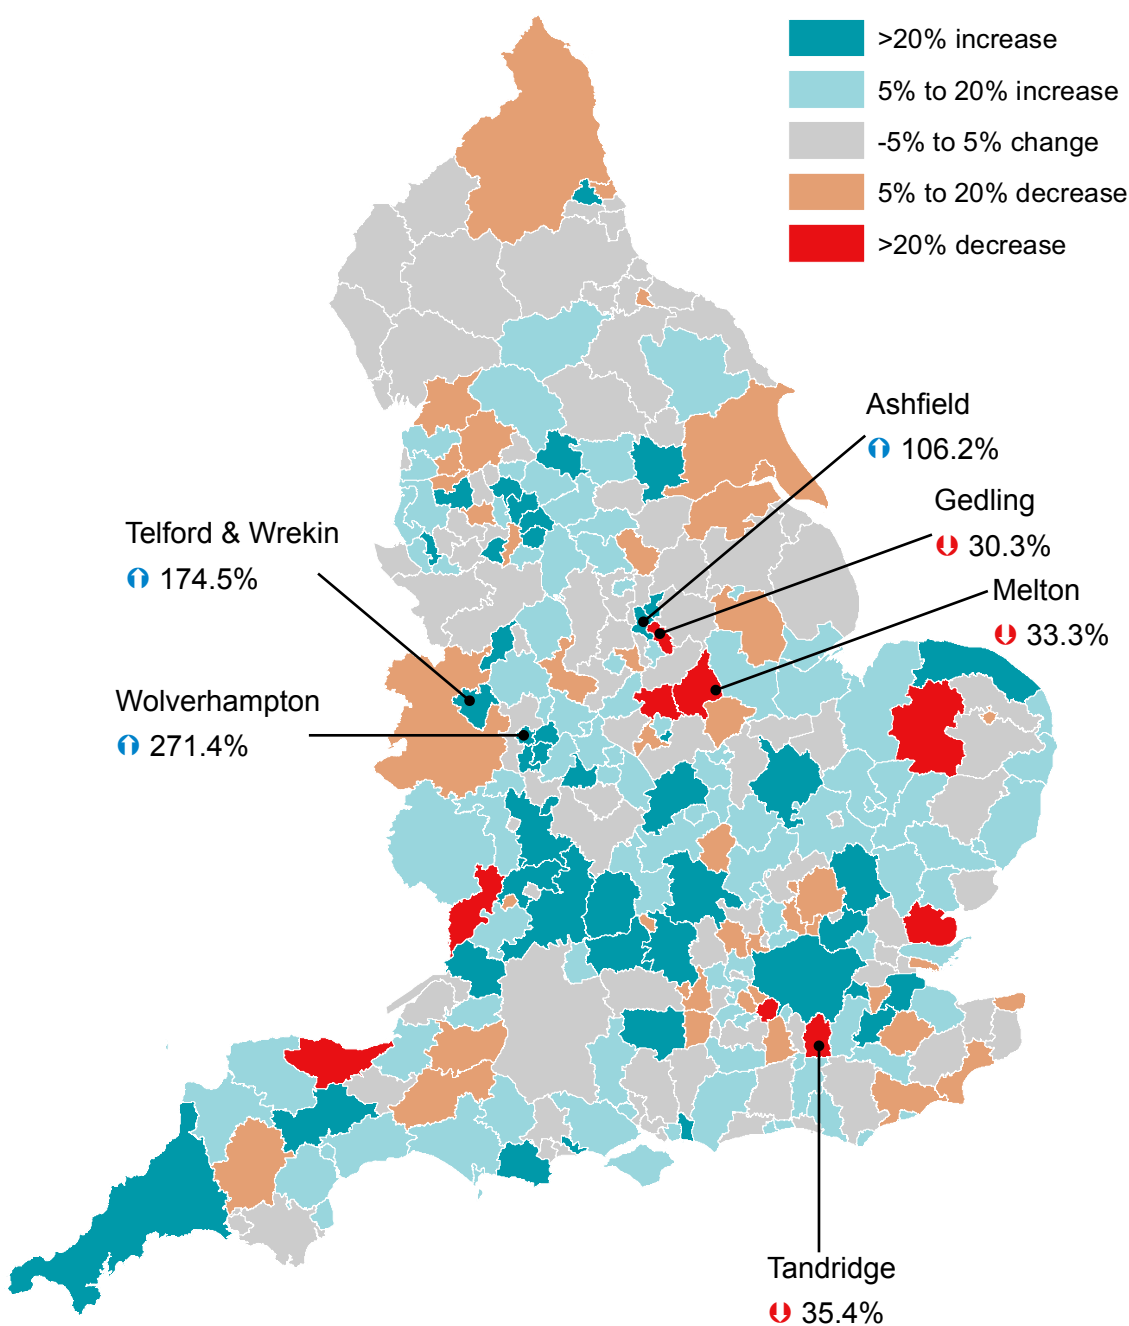 >20% increase
5% to 20% increase
-5% to 5% change
5% to 20% decrease
>20% decrease
Ashfield
106.2%
Gedling
30.3%
Telford & Wrekin
174.5%
Melton
33.3%
Wolverhampton
271.4%
Tandridge
35.4%